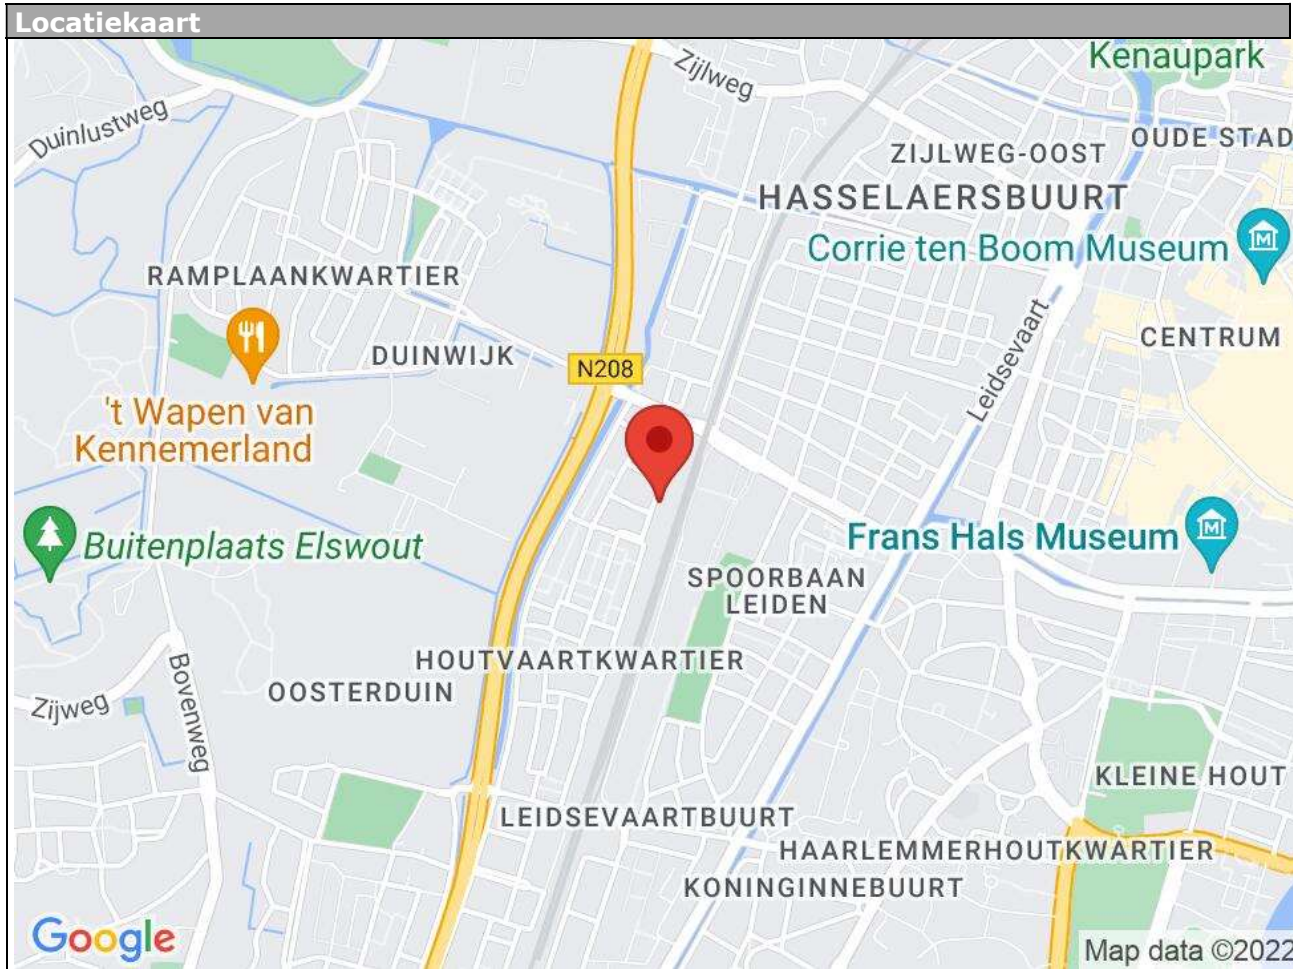 Locatiekaart
Kenaupark
Zijlweg
Duinlustweg
OUDE STAD
ZIJLWEG-OOST
HASSELAERSBUURT
Corrie ten Boom Museum
RAMPLAANKWARTIER
Leidsevaart
CENTRUM
DUINWIJK
N208
't Wapen van
Kennemerland
Frans Hals Museum
Buitenplaats Elswout
SPOORBAAN
LEIDEN
HOUTVAARTKWARTIER
OOSTERDUIN
Zijweg
Bovenweg
KLEINE HOUT
LEIDSEVAARTBUURT
HAARLEMMERHOUTKWARTIER
KONINGINNEBUURT
Google
Map data ©2022